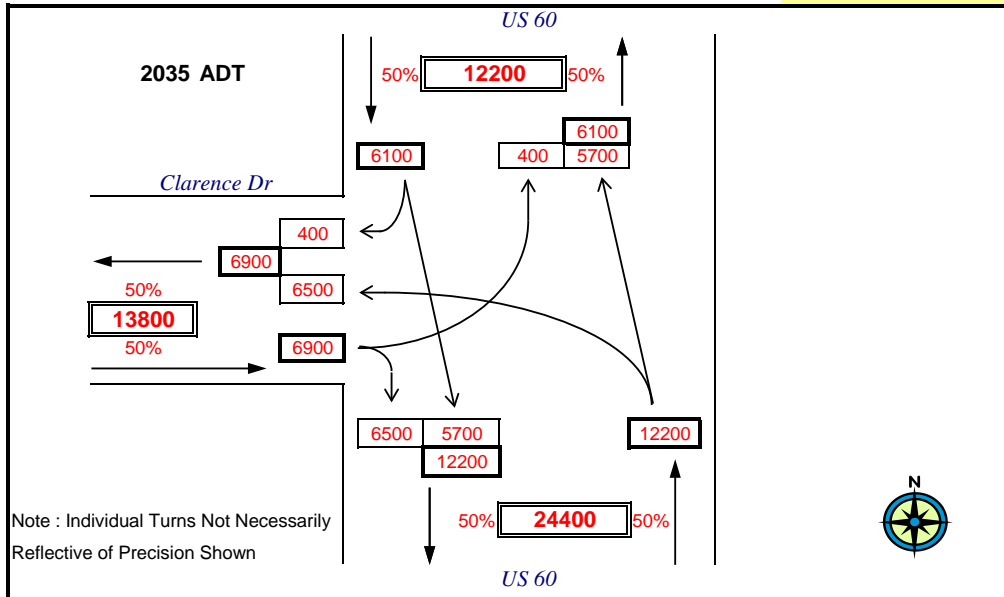 US 60
2035 ADT
50% 12200 50%
6100
6100
400 5700
Clarence Dr
400
6900
6500
50%
13800
50%
6900
6500 5700
12200
12200
N
Note : Individual Turns Not Necessarily
Reflective of Precision Shown
50% 24400 50%
US 60